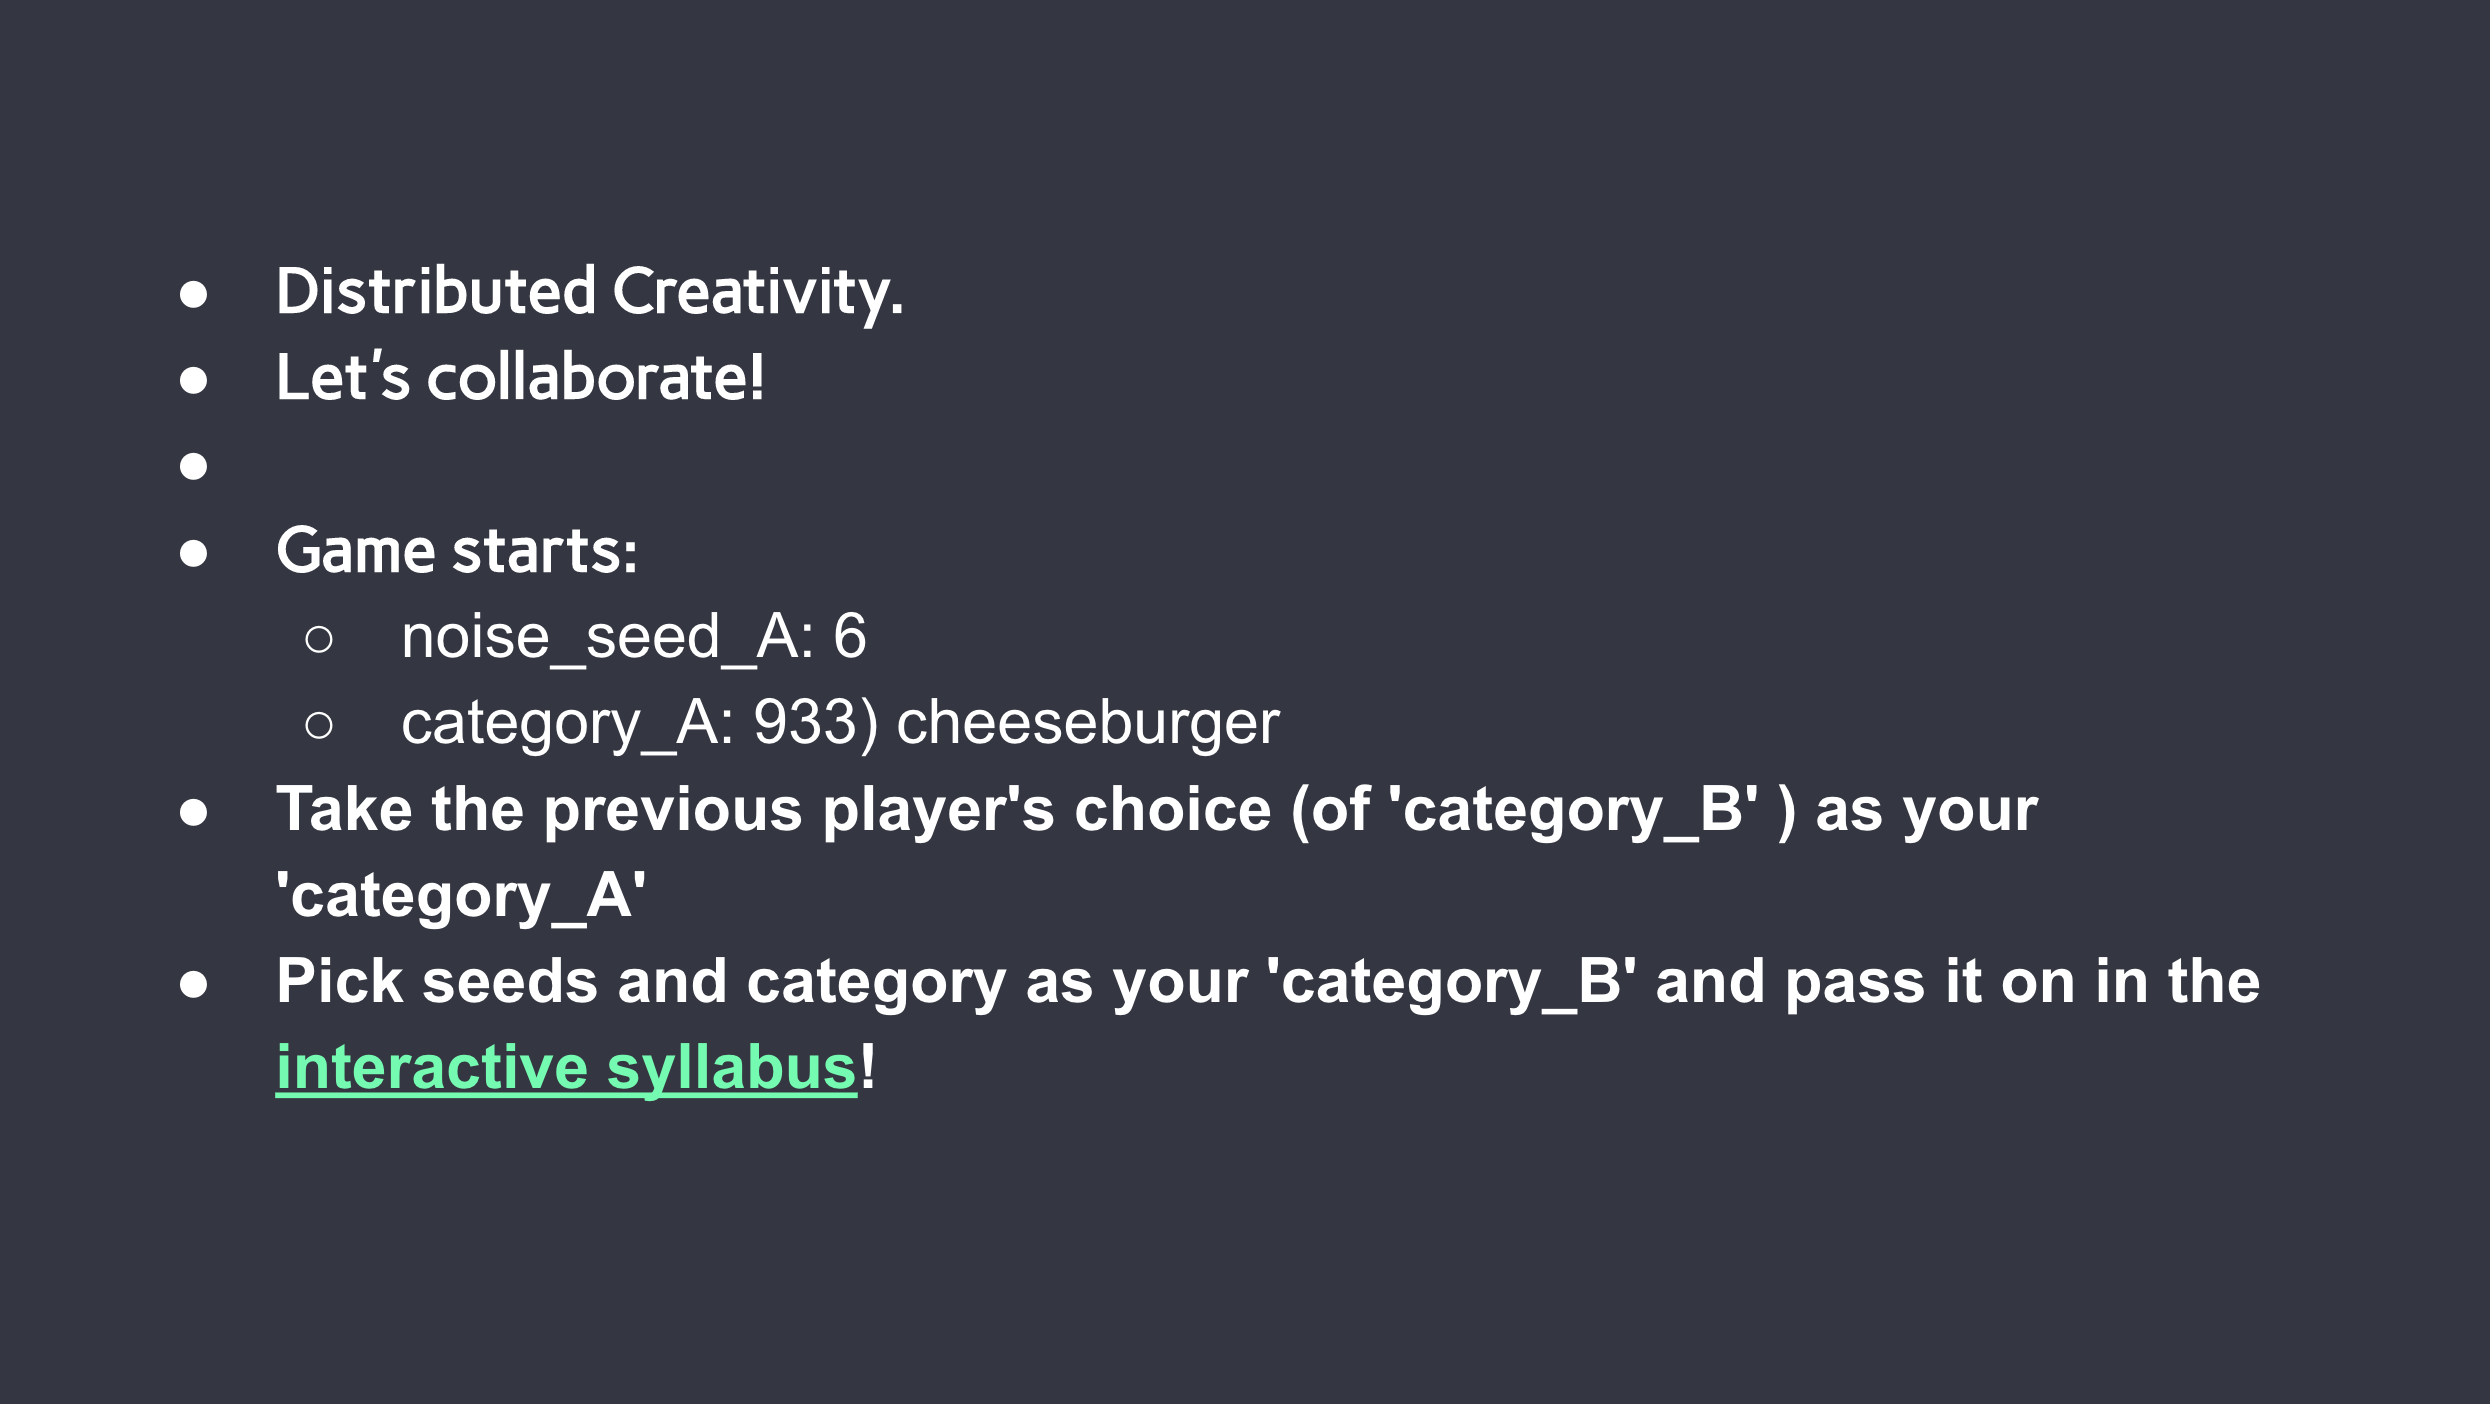 ● Distributed Creativity.
● Let's collaborate!
●
● Game starts:
○ noise_seed_A: 6
○ category_A: 933) cheeseburger
● Take the previous player's choice (of 'category_B' ) as your
'category_A'
● Pick seeds and category as your 'category_B' and pass it on in the
interactive syllabus!